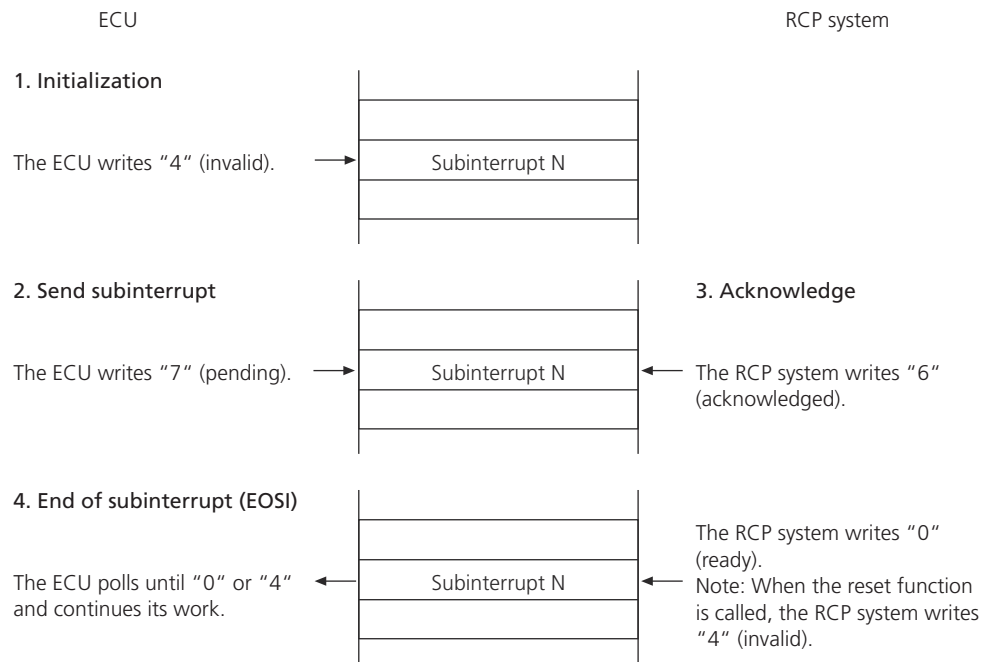 ECU
RCP system
1. Initialization
The ECU writes “4“ (invalid).
Subinterrupt N
2. Send subinterrupt
3. Acknowledge
The ECU writes “7“ (pending).
Subinterrupt N
The RCP system writes “6“
(acknowledged).
4. End of subinterrupt (EOSI)
The ECU polls until “0“ or “4“
and continues its work.
Subinterrupt N
The RCP system writes “0“
(ready).
Note: When the reset function
is called, the RCP system writes
“4“ (invalid).